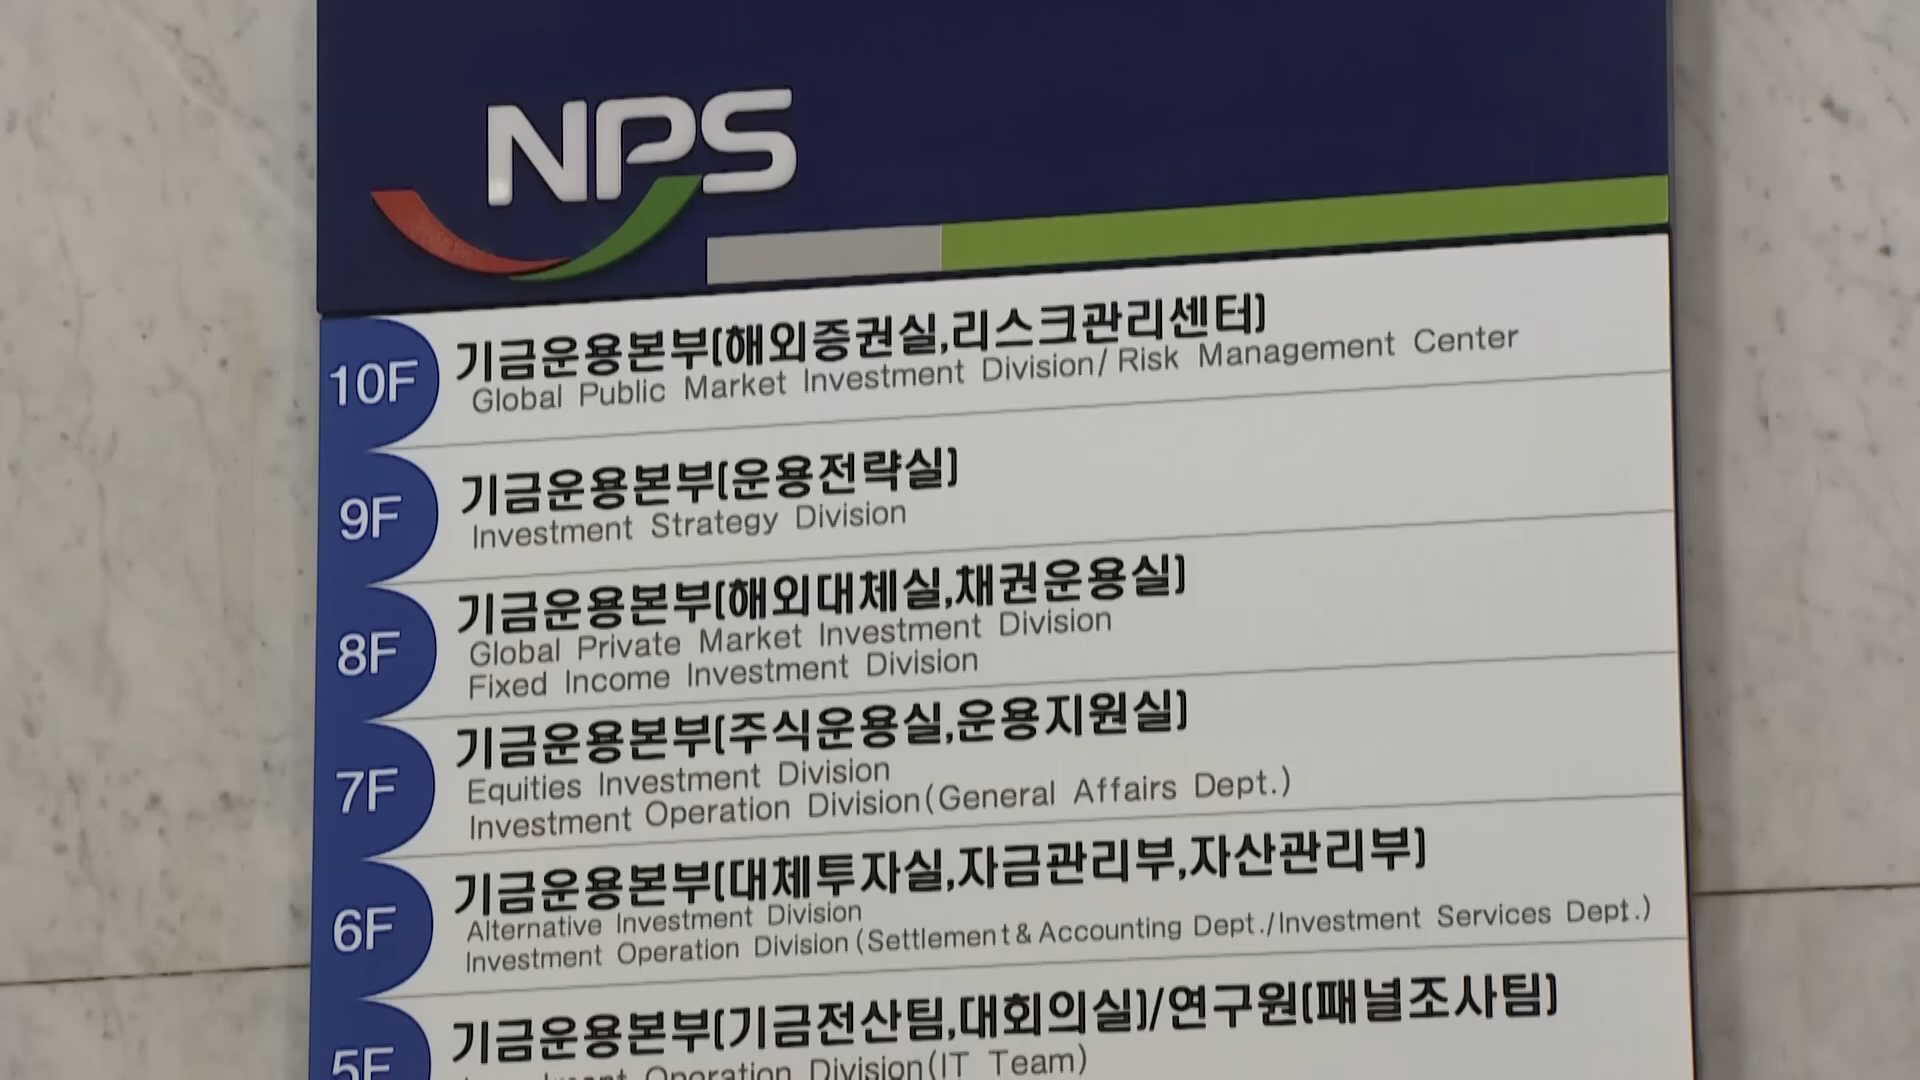 NPS
10F
기금운용본부(해외증권실,리스크관리센터)
Global Public Market Investment Division/ Risk Management Center
9F
기금운용본부(운용전략실)
Investment Strategy Division
8F
기금운용본부(해외대체실,채권운용실)
Global Private Market Investment Division
Fixed Income Investment Division
7F
기금운용본부(주식운용실,운용지원실)
Equities Investment Division
Investment Operation Division(General Affairs Dept.)
6F
기금운용본부(대체투자실,자금관리부,자산관리부)
Alternative Investment Division
Investment Operation Division(Settlement & Accounting Dept./Investment Services Dept.)
5F
기금운용본부(기금전산팀,대회의실)/연구원(패널조사팀)
Operation Division(IT Team)